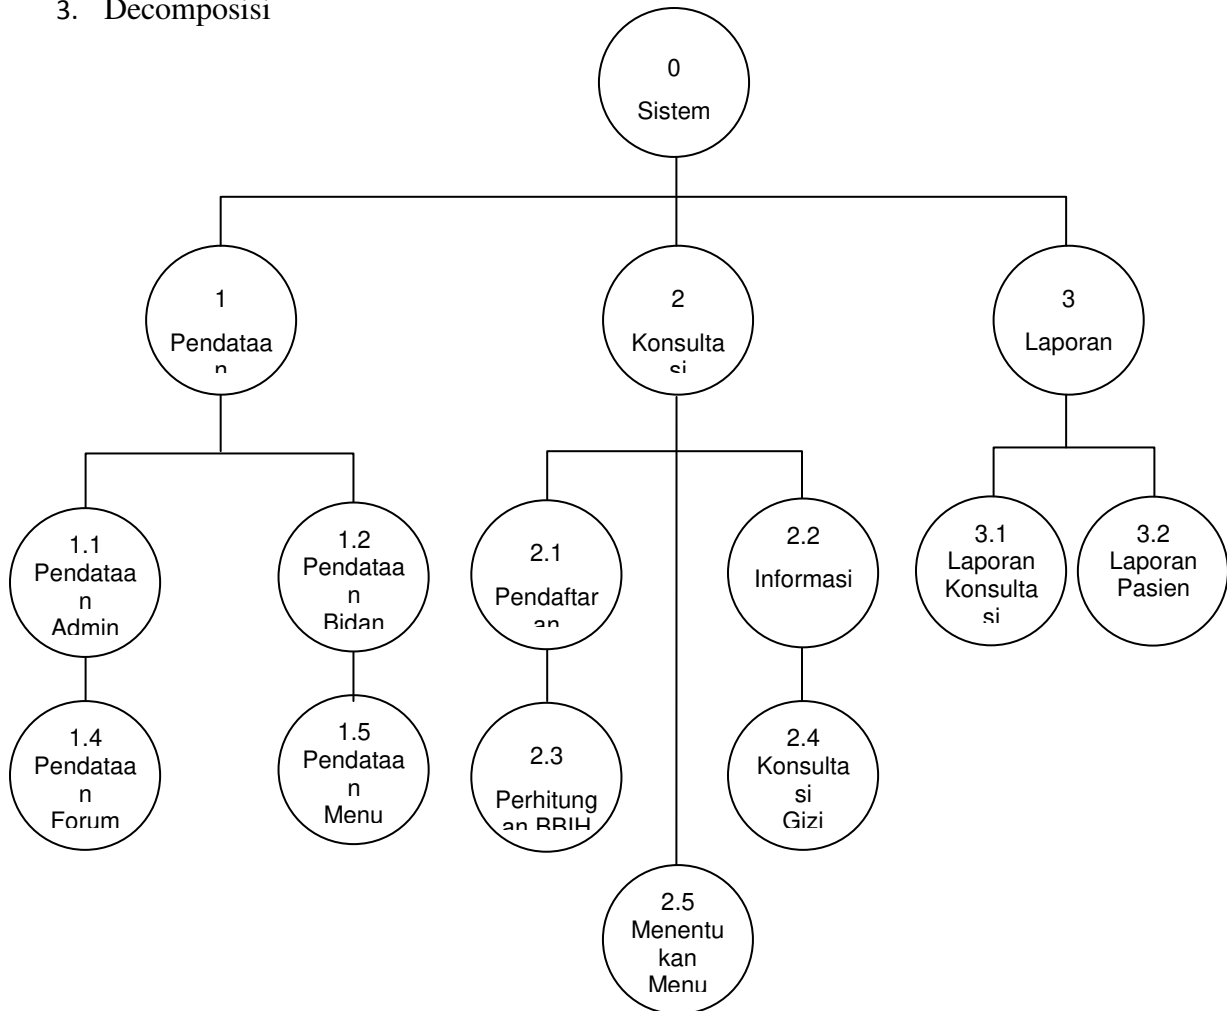 3. Decomposisi
0
Sistem
1
Pendataa
n
2
Konsulta
si
3
Laporan
1.1
Pendataa
n
Admin
1.2
Pendataa
n
Bidan
2.1
Pendaftar
an
2.2
Informasi
3.1
Laporan
Konsulta
si
3.2
Laporan
Pasien
1.4
Pendataa
n
Forum
1.5
Pendataa
n
Menu
2.3
Perhitung
an BBIH
2.4
Konsulta
si
Gizi
2.5
Menentu
kan
Menu